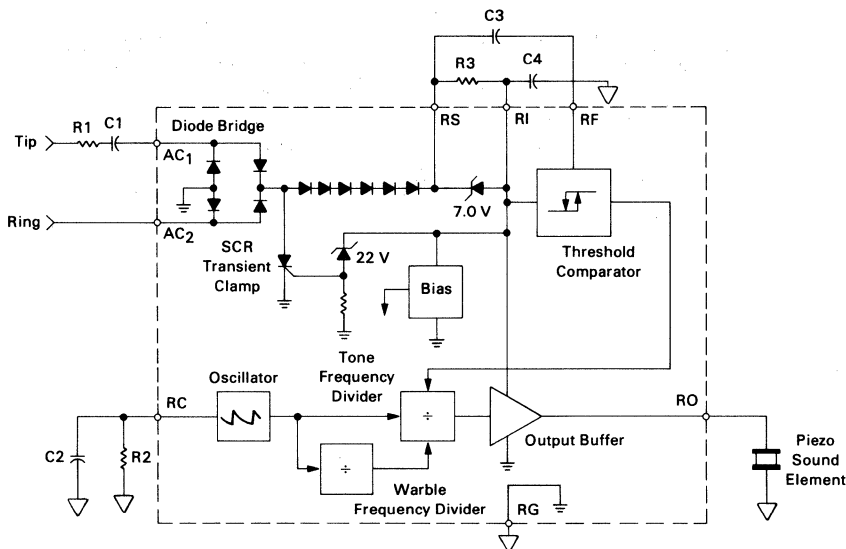 C3
R3
C4
RS
RI
RF
Tip
R1
C1
AC1
Diode Bridge
7.0 V
Ring
AC2
SCR
Transient
Clamp
22 V
Bias
Threshold
Comparator
Tone
Frequency
Divider
Oscillator
RC
÷
÷
Output Buffer
RO
C2
R2
Warble
Frequency Divider
RG
Piezo
Sound
Element